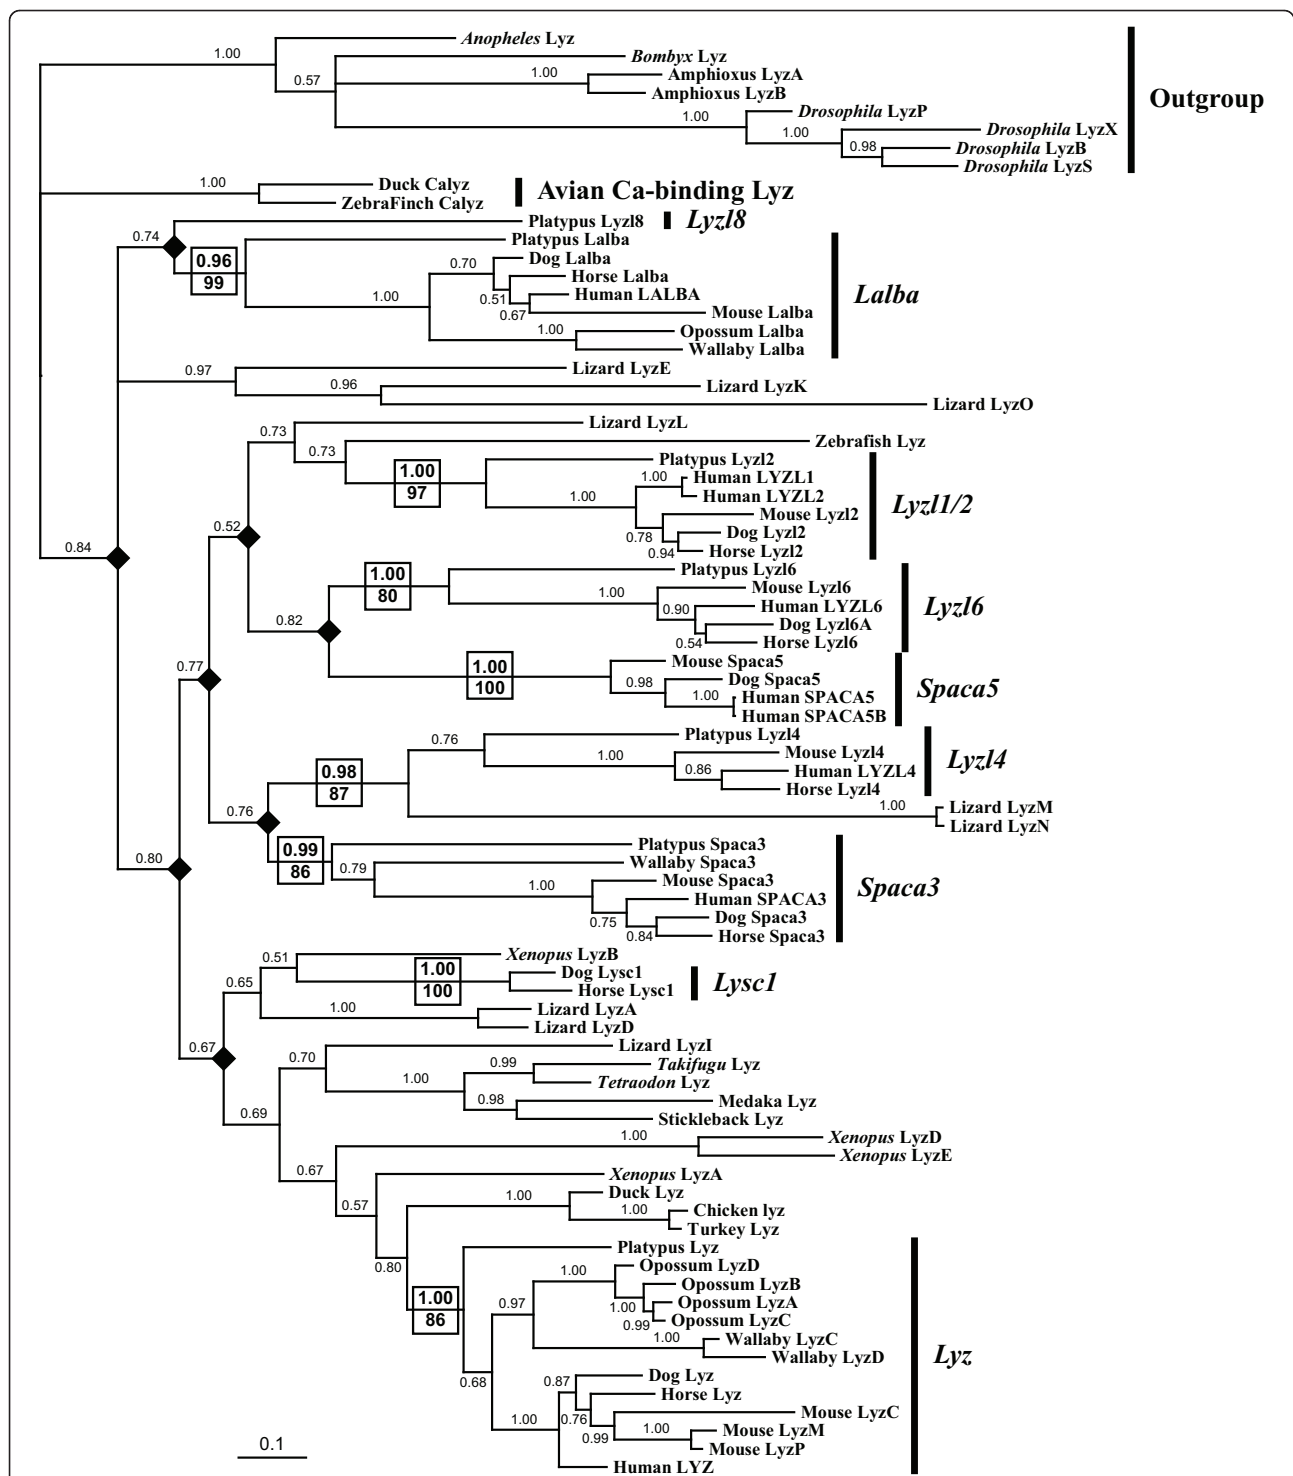 Anopheles Lyz
1.00
Bombyx Lyz
0.57
1.00
Amphioxus LyzA
Amphioxus LyzB
Outgroup
1.00
Drosophila LyzP
1.00
Drosophila LyzX
0.98
Drosophila LyzB
Drosophila LyzS
1.00
Duck Calyz
ZebraFinch Calyz
Avian Ca-binding Lyz
0.74
Platypus Lyzl8
Lyzl8
0.96
99
Platypus Lalba
0.70
Dog Lalba
Horse Lalba
1.00
0.51
Human LALBA
0.67
Mouse Lalba
Lalba
1.00
Opossum Lalba
Wallaby Lalba
0.97
Lizard LyzE
0.96
Lizard LyzK
Lizard LyzO
0.73
Lizard LyzL
0.73
Zebrafish Lyz
1.00
97
Platypus Lyzl2
1.00
Human LYZL1
Human LYZL2
1.00
Mouse Lyzl2
0.78
Dog Lyzl2
0.94
Horse Lyzl2
Lyzl1/2
0.52
0.84
1.00
80
Platypus Lyzl6
1.00
Mouse Lyzl6
0.90
Human LYZL6
Dog Lyzl6A
0.54
Horse Lyzl6
Lyzl6
0.82
1.00
100
Mouse Spaca5
0.98
Dog Spaca5
1.00
Human SPACA5
Human SPACA5B
Spaca5
0.77
0.76
Platypus Lyzl4
1.00
Mouse Lyzl4
0.86
Human LYZL4
Horse Lyzl4
Lyzl4
0.98
87
1.00
Lizard LyzM
Lizard LyzN
0.76
0.99
86
Platypus Spaca3
0.79
Wallaby Spaca3
1.00
Mouse Spaca3
Human SPACA3
0.75
Dog Spaca3
0.84
Horse Spaca3
Spaca3
0.80
0.51
Xenopus LyzB
1.00
100
Dog Lysc1
Horse Lysc1
Lysc1
0.65
1.00
Lizard LyzA
Lizard LyzD
0.67
0.70
Lizard LyzI
0.99
Takifugu Lyz
1.00
Tetraodon Lyz
0.98
Medaka Lyz
Stickleback Lyz
0.69
1.00
Xenopus LyzD
Xenopus LyzE
0.67
Xenopus LyzA
0.57
1.00
Duck Lyz
1.00
Chicken lyz
Turkey Lyz
0.80
1.00
86
Platypus Lyz
1.00
Opossum LyzD
Opossum LyzB
0.97
1.00
Opossum LyzA
0.99
Opossum LyzC
1.00
Wallaby LyzC
Wallaby LyzD
Lyz
0.68
0.87
Dog Lyz
Horse Lyz
1.00
0.76
Mouse LyzC
0.99
1.00
Mouse LyzM
Mouse LyzP
Human LYZ
0.1